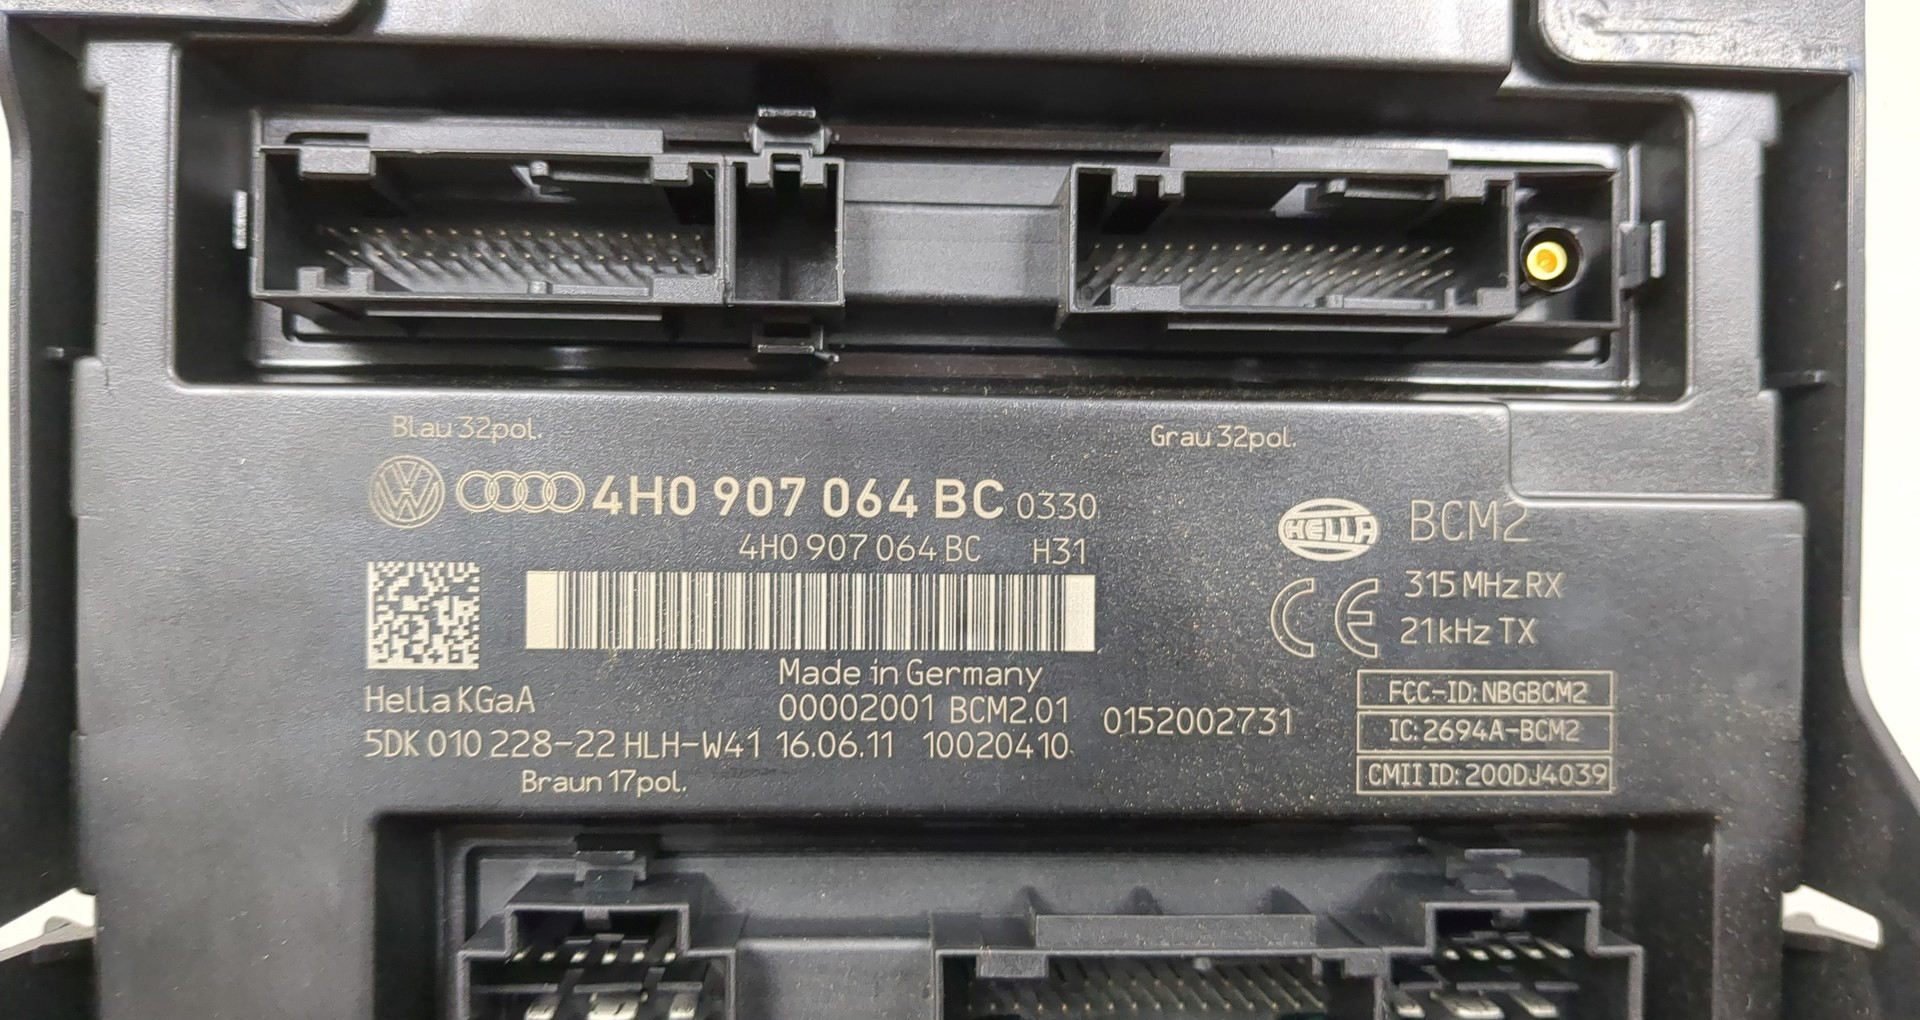 Blau 32pol.
Grau 32pol.
4H0 907 064 BC 0330
4H0 907 064 BC H31
HELLA BCM2
315 MHz RX
21kHz TX
Made in Germany
Hella KGaA
00002001 BCM2.01
5DK 010 228-22 HLH-W41 16.06.11 10020410
0152002731
FCC-ID: NBGBCM2
IC: 2694A-BCM2
CMII ID: 200DJ4039
Braun 17pol.